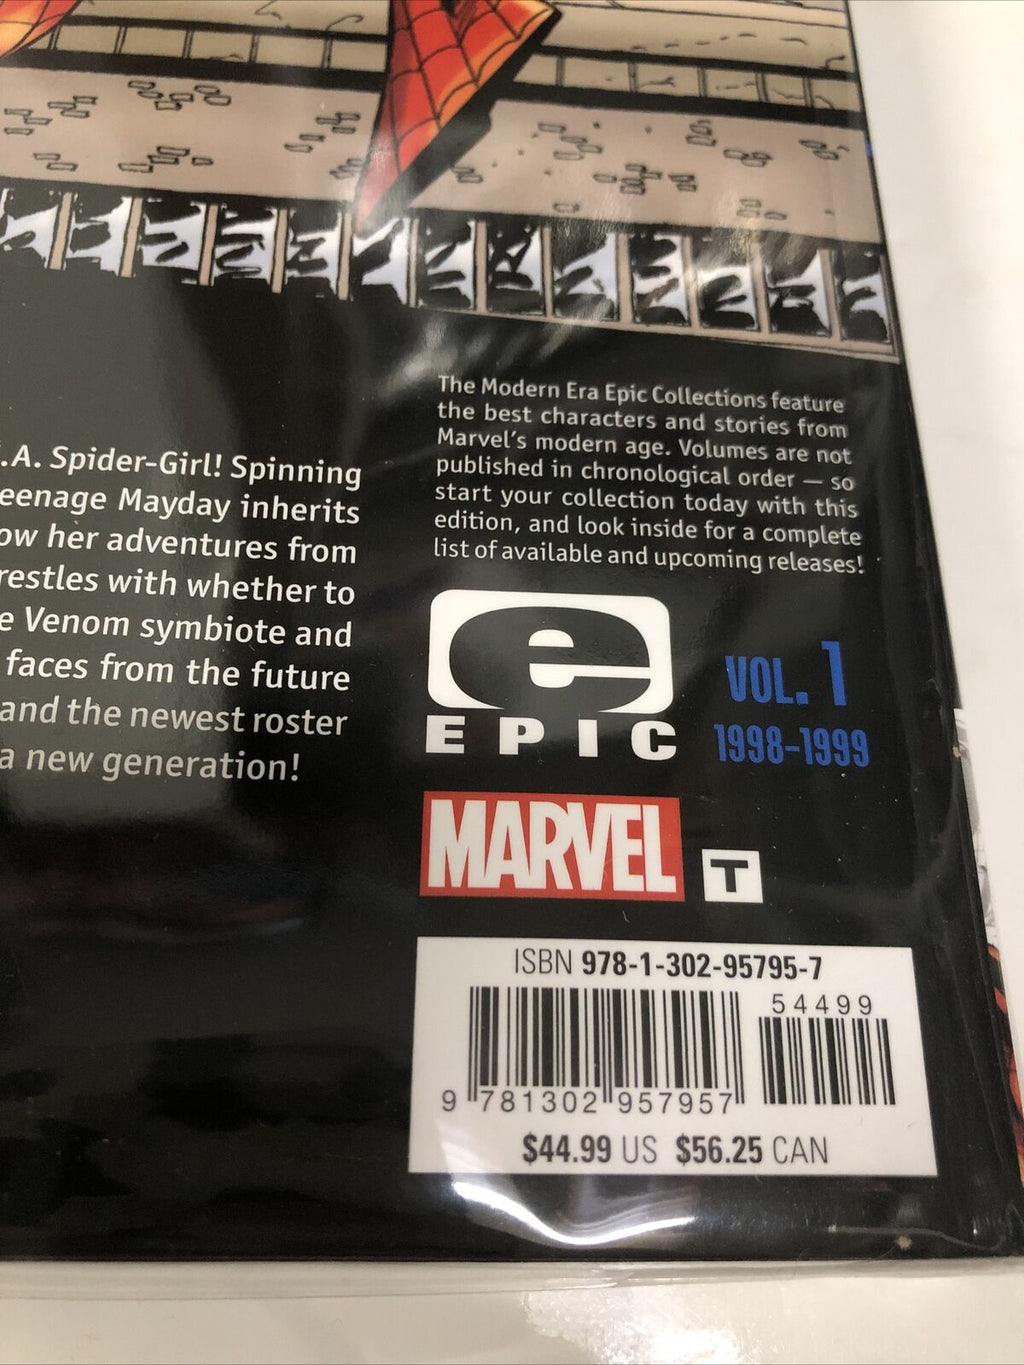 .A. Spider-Girl! Spinning
eenage Mayday inherits
ow her adventures from
restles with whether to
e Venom symbiote and
faces from the future
and the newest roster
a new generation!
The Modern Era Epic Collections feature
the best characters and stories from
Marvel's modern age. Volumes are not
published in chronological order — so
start your collection today with this
edition, and look inside for a complete
list of available and upcoming releases!
e
EPIC
VOL. 1
1998-1999
MARVEL
T
ISBN 978-1-302-95795-7
54499
9 781302 957957
$44.99 US $56.25 CAN